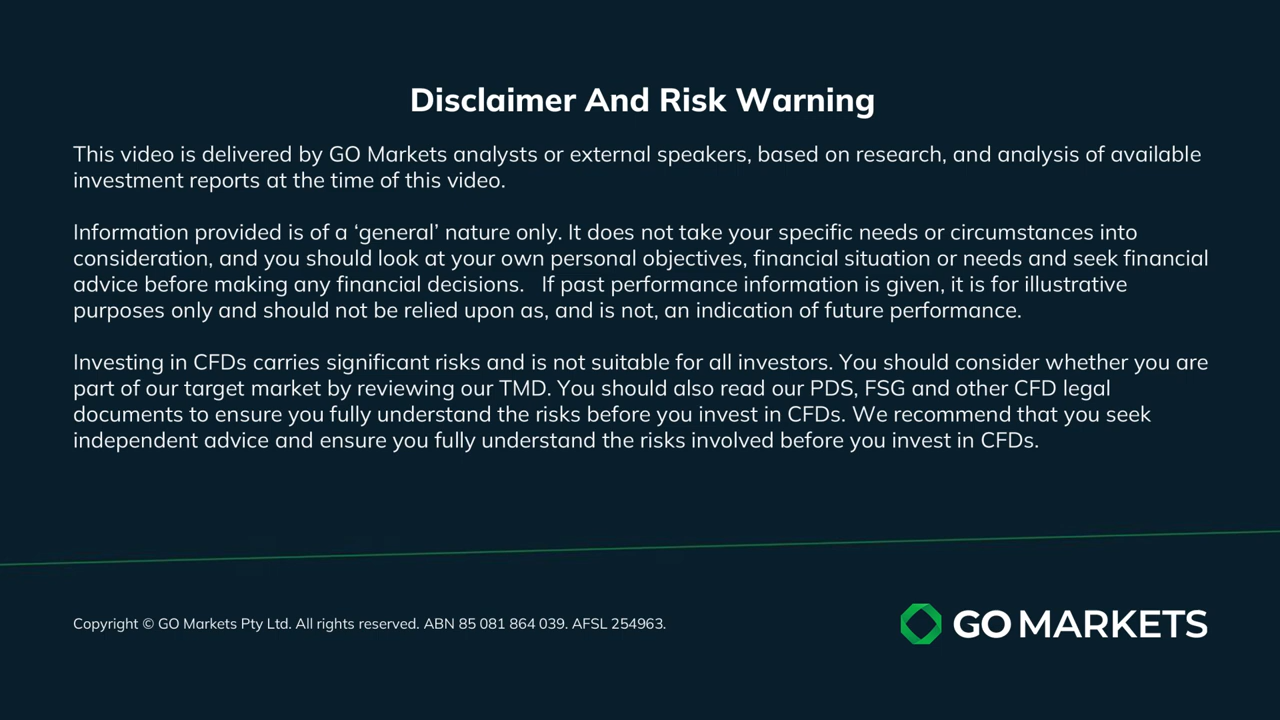 Disclaimer And Risk Warning
This video is delivered by GO Markets analysts or external speakers, based on research, and analysis of available
investment reports at the time of this video.
Information provided is of a ‘general’ nature only. It does not take your specific needs or circumstances into
consideration, and you should look at your own personal objectives, financial situation or needs and seek financial
advice before making any financial decisions.   If past performance information is given, it is for illustrative
purposes only and should not be relied upon as, and is not, an indication of future performance.
Investing in CFDs carries significant risks and is not suitable for all investors. You should consider whether you are
part of our target market by reviewing our TMD. You should also read our PDS, FSG and other CFD legal
documents to ensure you fully understand the risks before you invest in CFDs. We recommend that you seek
independent advice and ensure you fully understand the risks involved before you invest in CFDs.
Copyright © GO Markets Pty Ltd. All rights reserved. ABN 85 081 864 039. AFSL 254963.
GO MARKETS